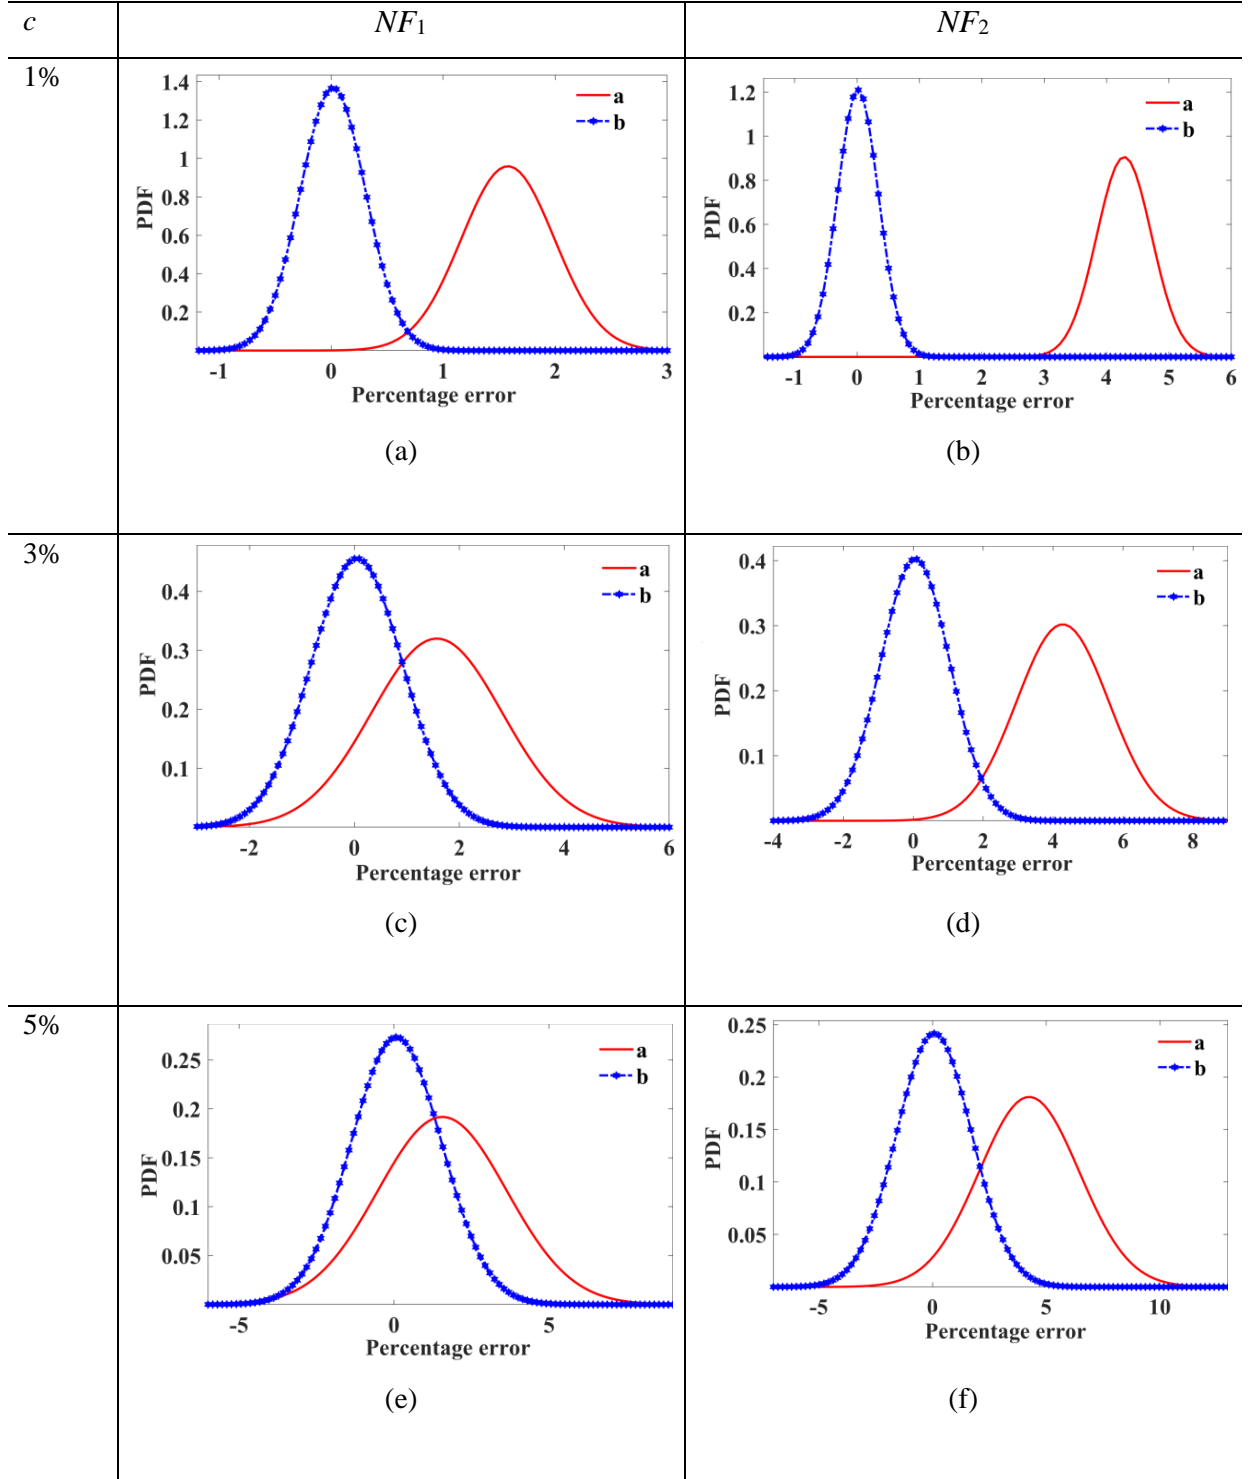 c NF1 NF2
1%
1.4
1.2
1
0.8
0.6
0.4
0.2
PDF
a
b
-1 0 1 2 3
Percentage error
(a)
1.2
1
0.8
0.6
0.4
0.2
PDF
a
b
-1 0 1 2 3 4 5 6
Percentage error
(b)
3%
0.4
0.3
0.2
0.1
PDF
a
b
-2 0 2 4 6
Percentage error
(c)
0.4
0.3
0.2
0.1
PDF
a
b
-4 -2 0 2 4 6 8
Percentage error
(d)
5%
0.25
0.2
0.15
0.1
0.05
PDF
a
b
-5 0 5
Percentage error
(e)
0.25
0.2
0.15
0.1
0.05
PDF
a
b
-5 0 5 10
Percentage error
(f)